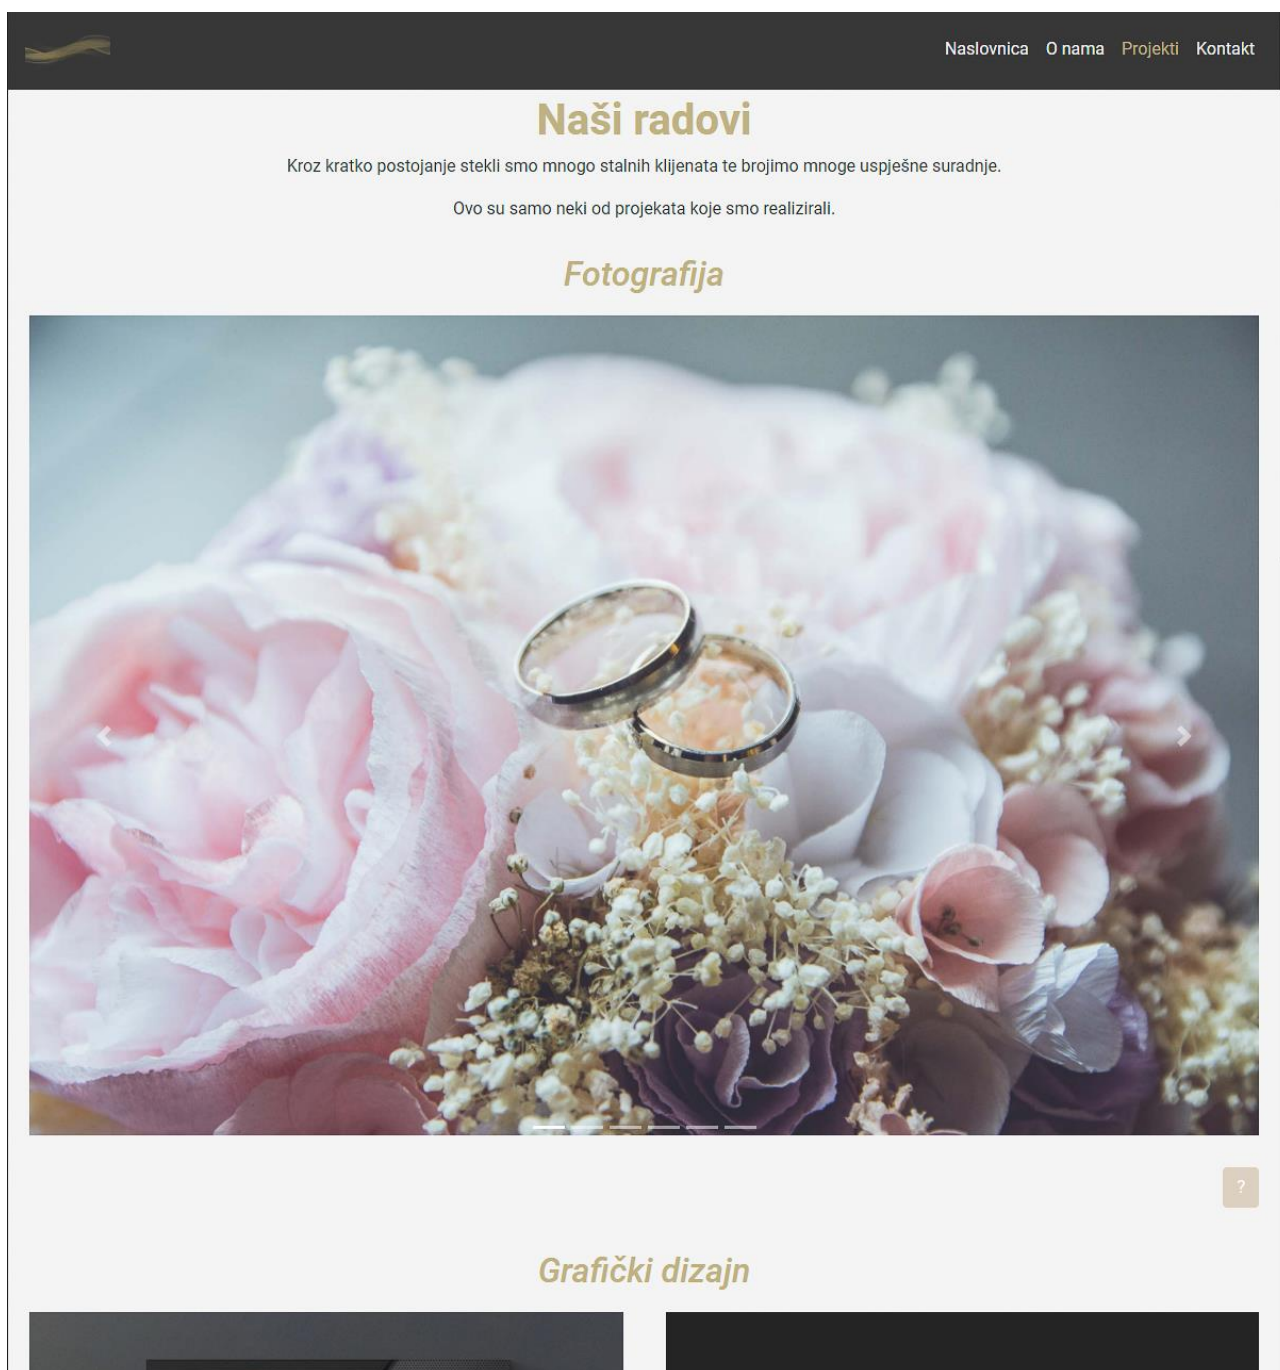 Naslovnica O nama Projekti Kontakt
Naši radovi
Kroz kratko postojanje stekli smo mnogo stalnih klijenata te brojimo mnoge uspješne suradnje.
Ovo su samo neki od projekata koje smo realizirali.
Fotografija
?
Grafički dizajn